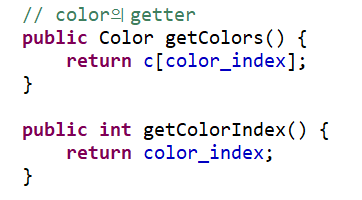 // color의 getter
public Color getColors() {
    return c[color_index];
}

public int getColorIndex() {
    return color_index;
}